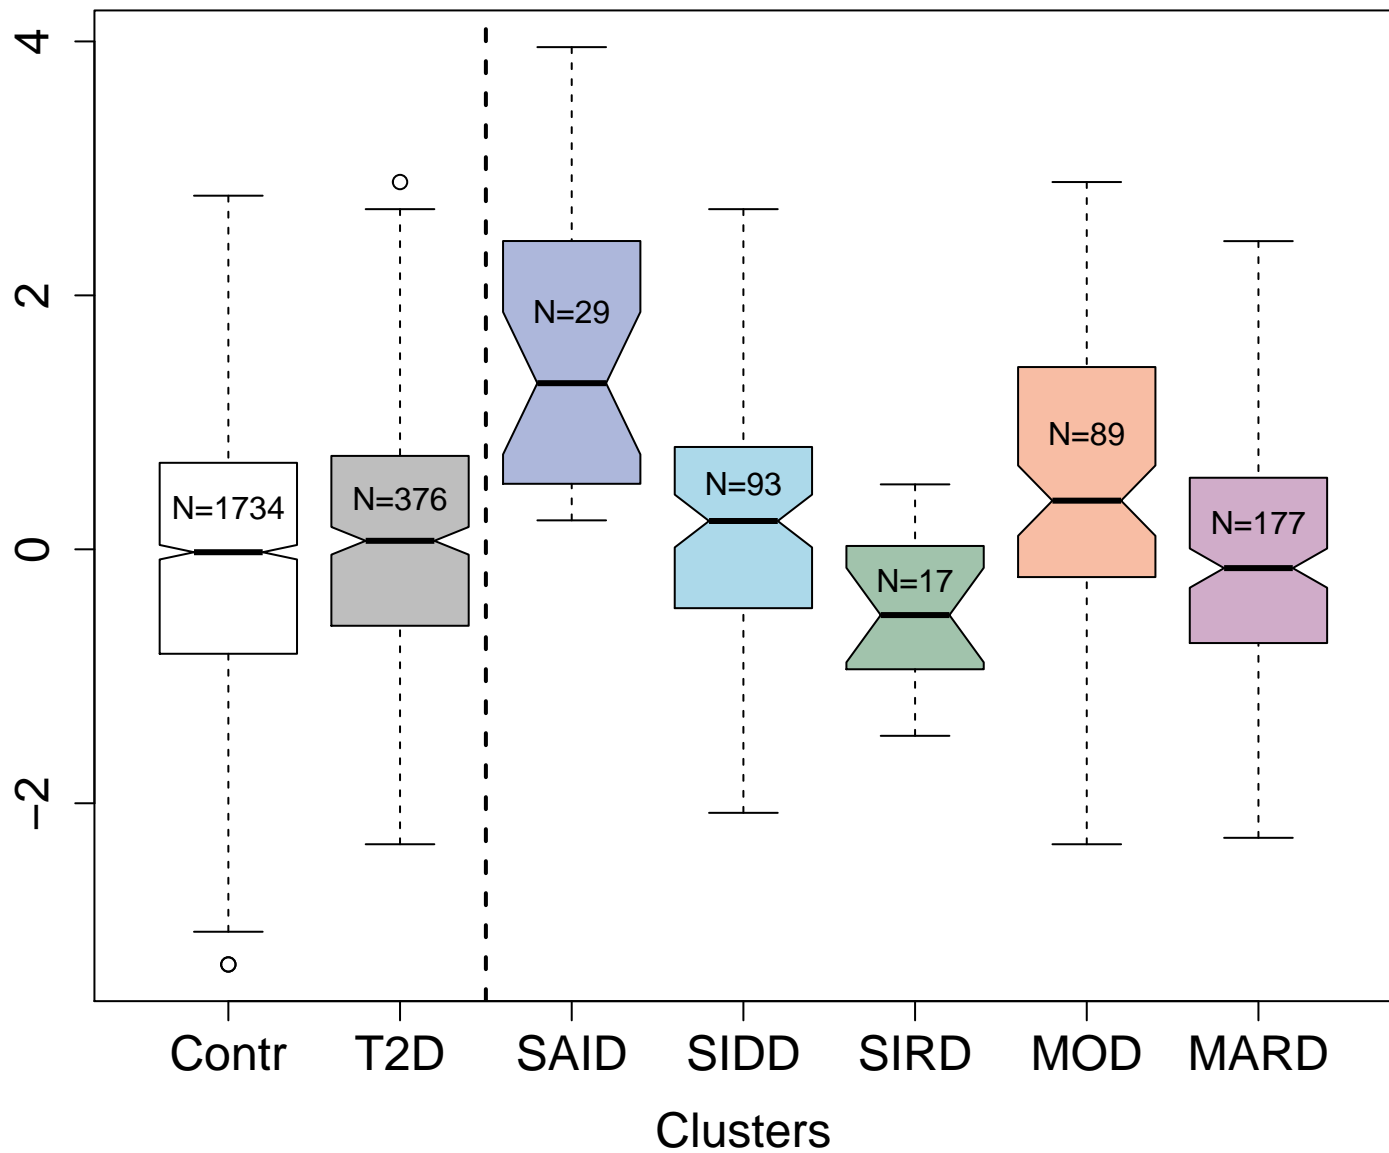 4
2
0
−2
N=1734
N=376
N=29
N=93
N=17
N=89
N=177
Contr T2D SAID SIDD SIRD MOD MARD
Clusters